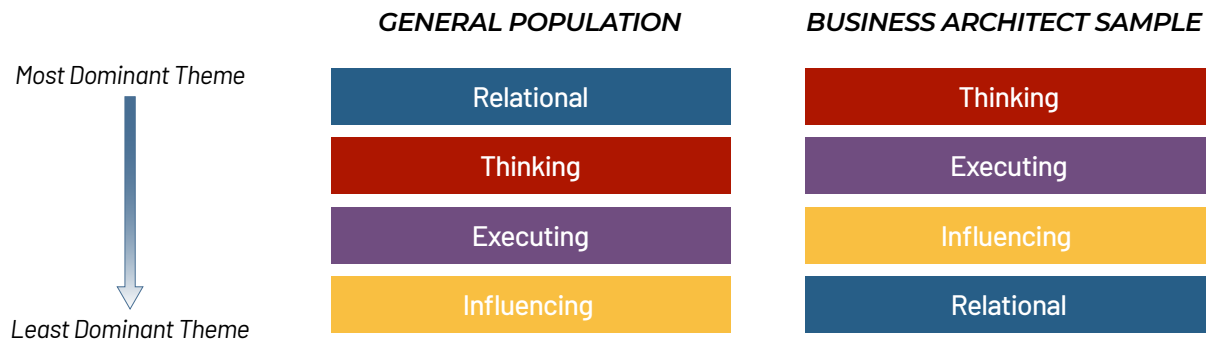 GENERAL POPULATION
BUSINESS ARCHITECT SAMPLE
Most Dominant Theme
Relational
Thinking
Thinking
Executing
Executing
Influencing
Influencing
Relational
Least Dominant Theme